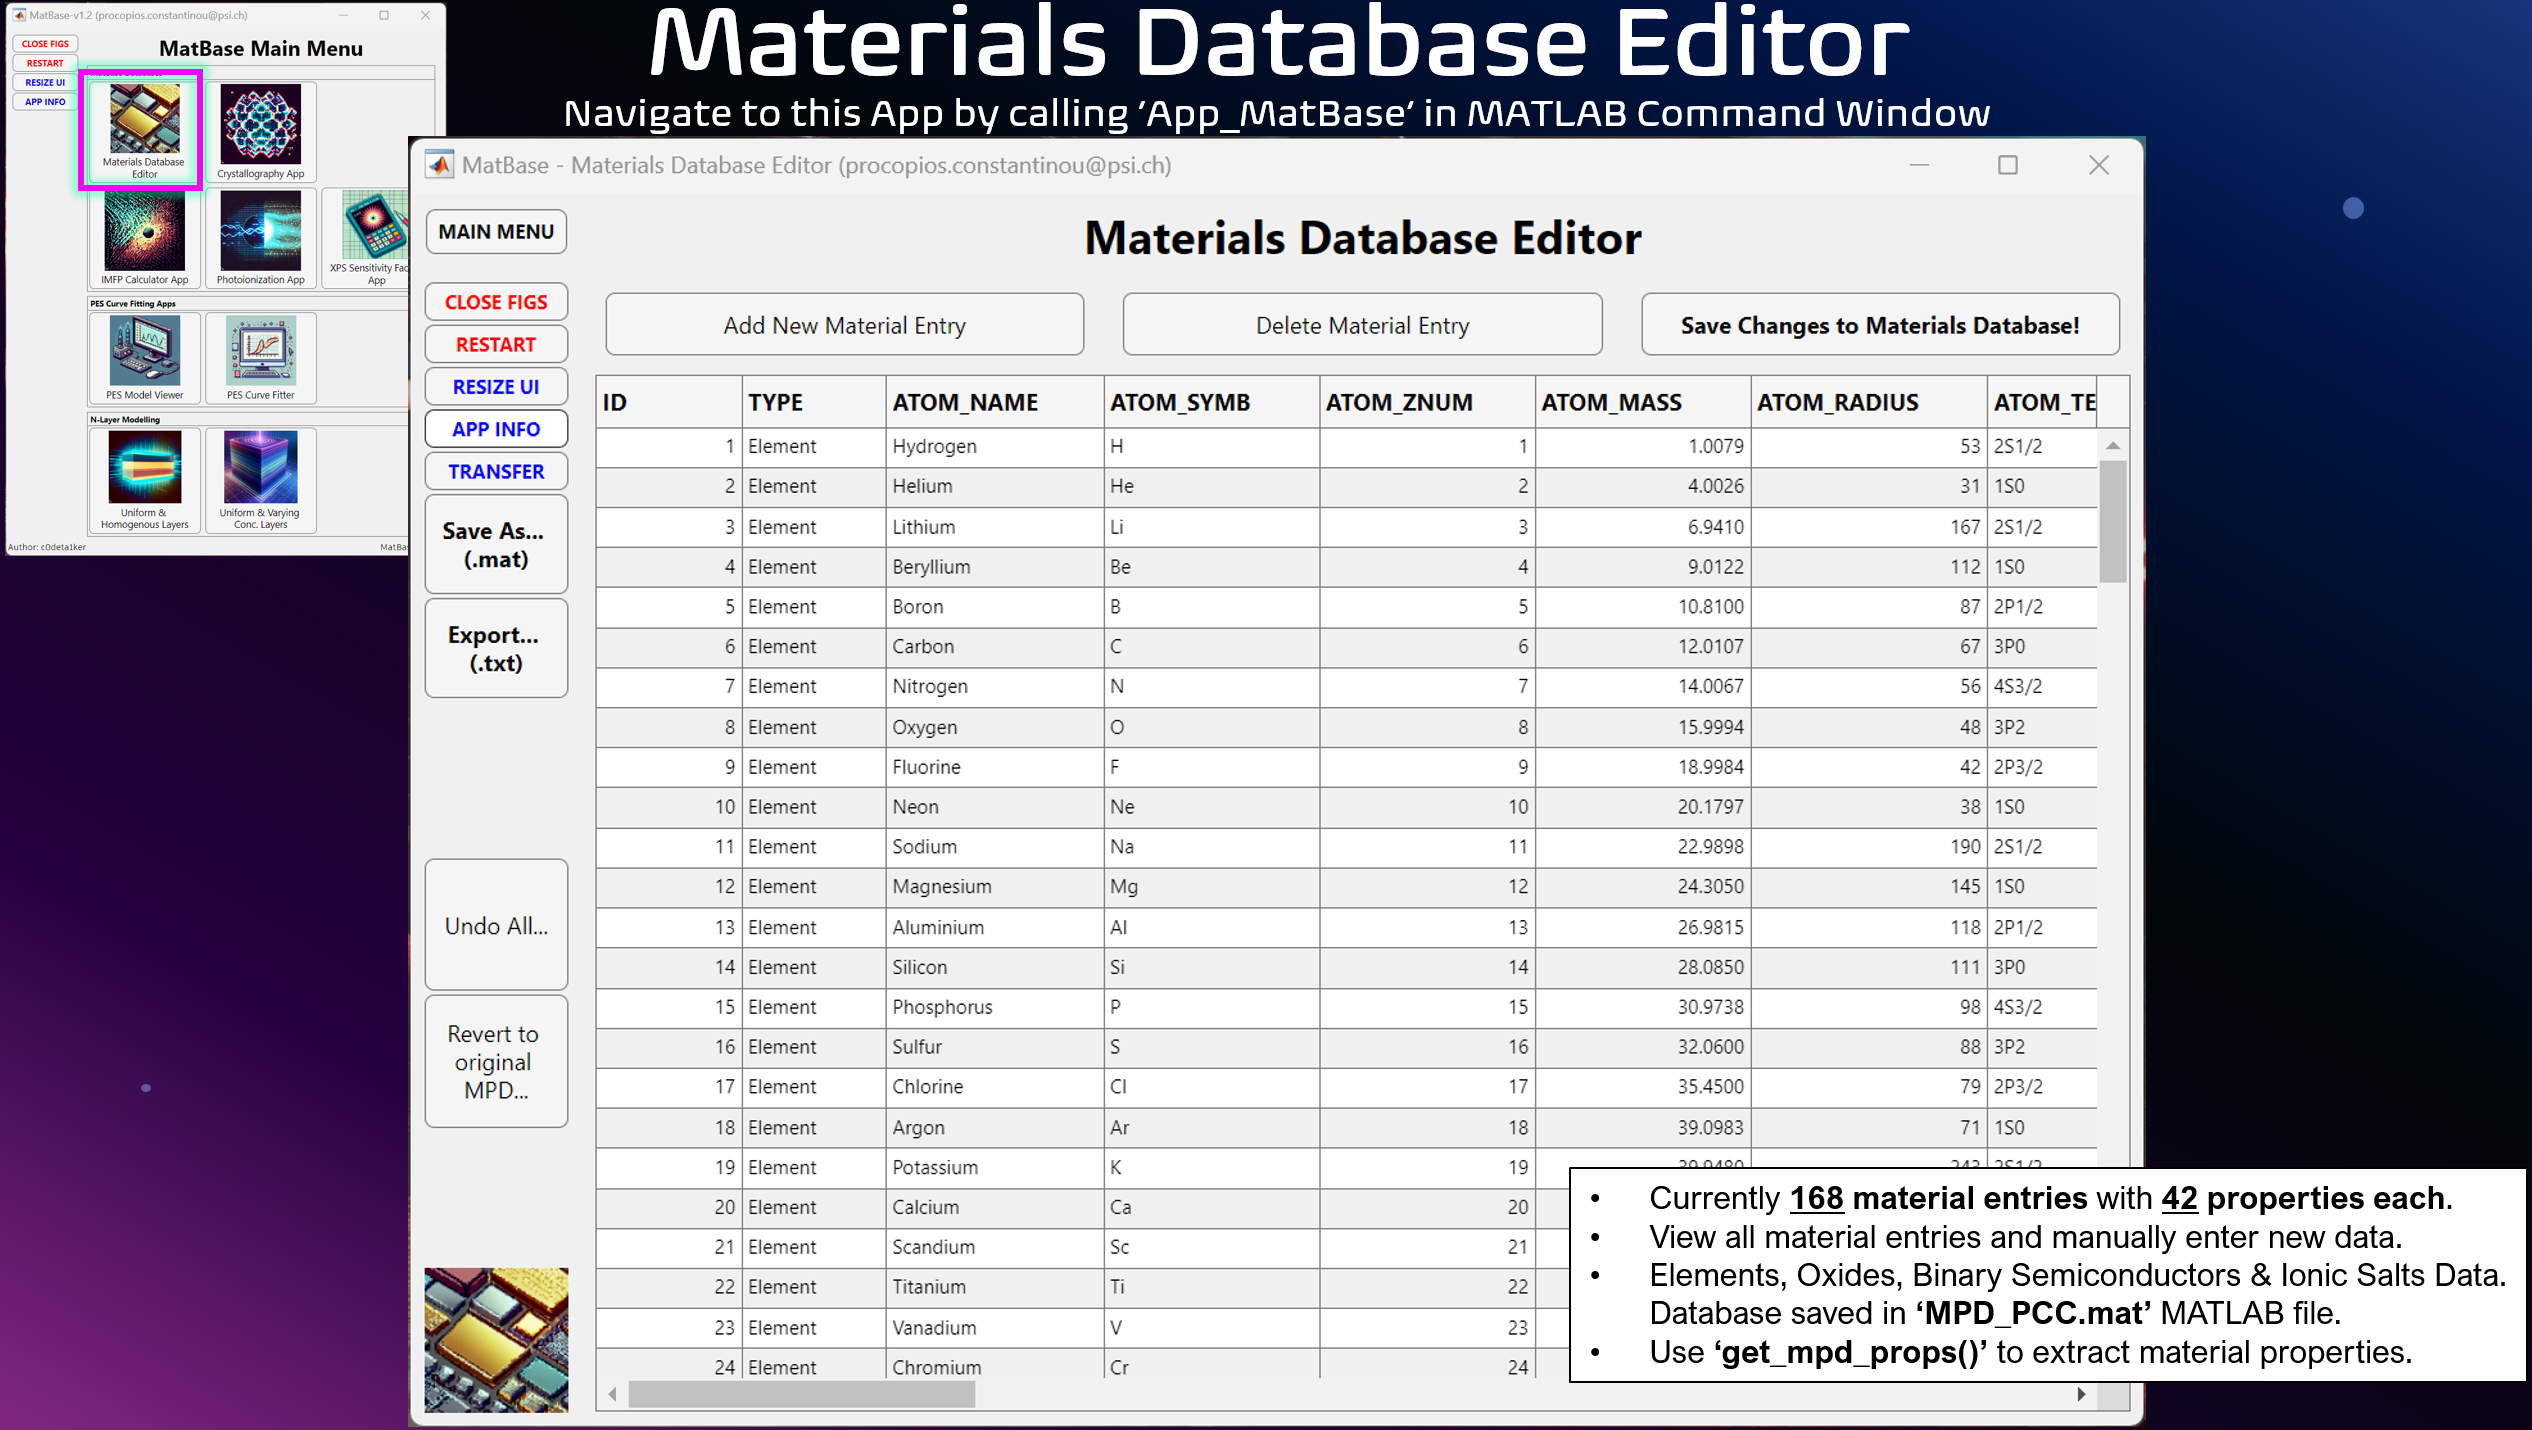 Materials Database Editor
Navigate to this App by calling 'App_MatBase' in MATLAB Command Window
MatBase-v1.2 (procopios.constantinou@psi.ch)
MatBase Main Menu
CLOSE FIGS
RESTART
RESIZE UI
APP INFO
Materials Database
Editor
Crystallography App
IMFP Calculator App
Photoionization App
XPS Sensitivity Fac
App
PES Curve Fitting Apps
PES Model Viewer
PES Curve Fitter
N-Layer Modelling
Uniform &
Homogenous Layers
Uniform & Varying
Conc. Layers
Author: c0deta1ker
MatBas
MatBase - Materials Database Editor (procopios.constantinou@psi.ch)
MAIN MENU
CLOSE FIGS
RESTART
RESIZE UI
APP INFO
TRANSFER
Save As...
(.mat)
Export...
(.txt)
Undo All...
Revert to
original
MPD...
Materials Database Editor
Add New Material Entry
Delete Material Entry
Save Changes to Materials Database!
ID TYPE ATOM_NAME ATOM_SYMB ATOM_ZNUM ATOM_MASS ATOM_RADIUS ATOM_TE
1 Element Hydrogen H 1 1.0079 53 2S1/2
2 Element Helium He 2 4.0026 31 1S0
3 Element Lithium Li 3 6.9410 167 2S1/2
4 Element Beryllium Be 4 9.0122 112 1S0
5 Element Boron B 5 10.8100 87 2P1/2
6 Element Carbon C 6 12.0107 67 3P0
7 Element Nitrogen N 7 14.0067 56 4S3/2
8 Element Oxygen O 8 15.9994 48 3P2
9 Element Fluorine F 9 18.9984 42 2P3/2
10 Element Neon Ne 10 20.1797 38 1S0
11 Element Sodium Na 11 22.9898 190 2S1/2
12 Element Magnesium Mg 12 24.3050 145 1S0
13 Element Aluminium Al 13 26.9815 118 2P1/2
14 Element Silicon Si 14 28.0850 111 3P0
15 Element Phosphorus P 15 30.9738 98 4S3/2
16 Element Sulfur S 16 32.0600 88 3P2
17 Element Chlorine Cl 17 35.4500 79 2P3/2
18 Element Argon Ar 18 39.0983 71 1S0
19 Element Potassium K 19 39.9480 243 2S1/2
20 Element Calcium Ca 20
21 Element Scandium Sc 21
22 Element Titanium Ti 22
23 Element Vanadium V 23
24 Element Chromium Cr 24
• Currently 168 material entries with 42 properties each.
• View all material entries and manually enter new data.
• Elements, Oxides, Binary Semiconductors & Ionic Salts Data.
Database saved in ‘MPD_PCC.mat’ MATLAB file.
• Use ‘get_mpd_props()’ to extract material properties.